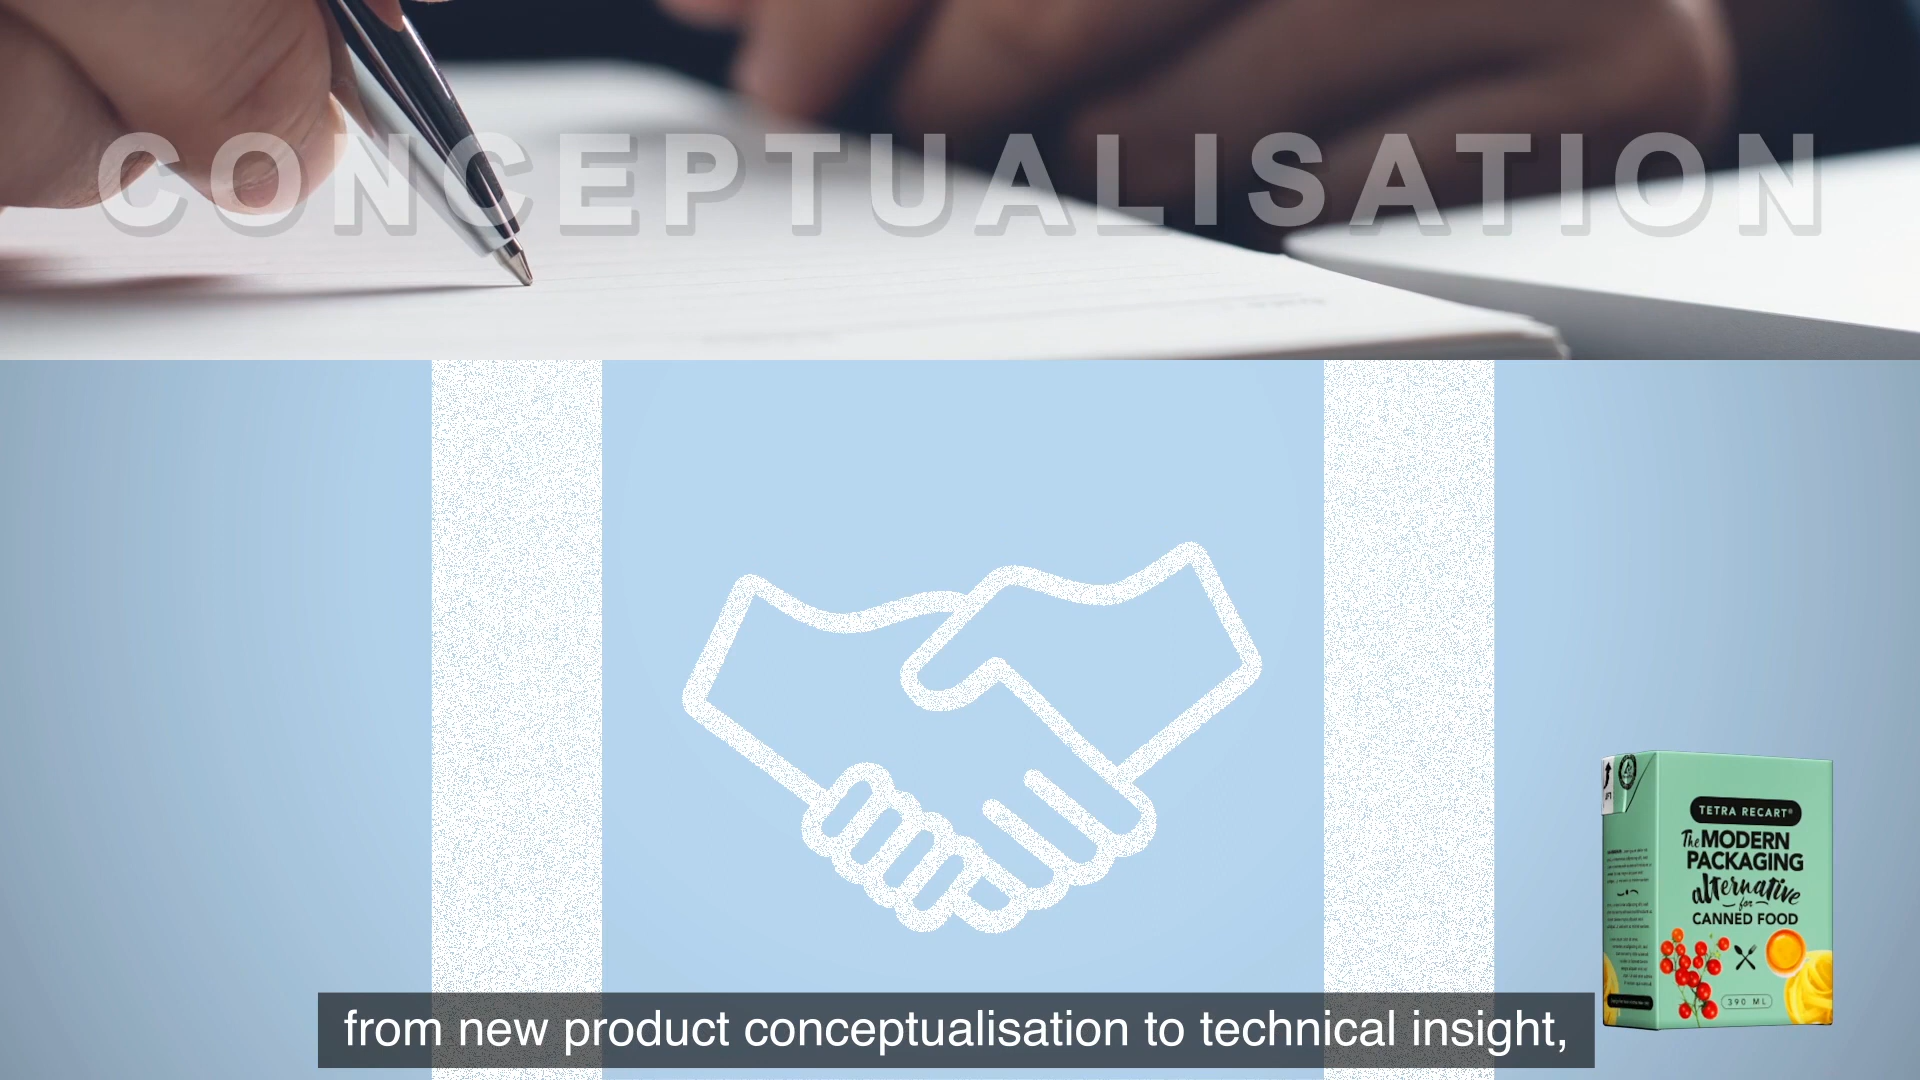 CONCEPTUALISATION
TETRA RECART®
The MODERN
PACKAGING
alternative
for
CANNED FOOD
390 ML
from new product conceptualisation to technical insight,